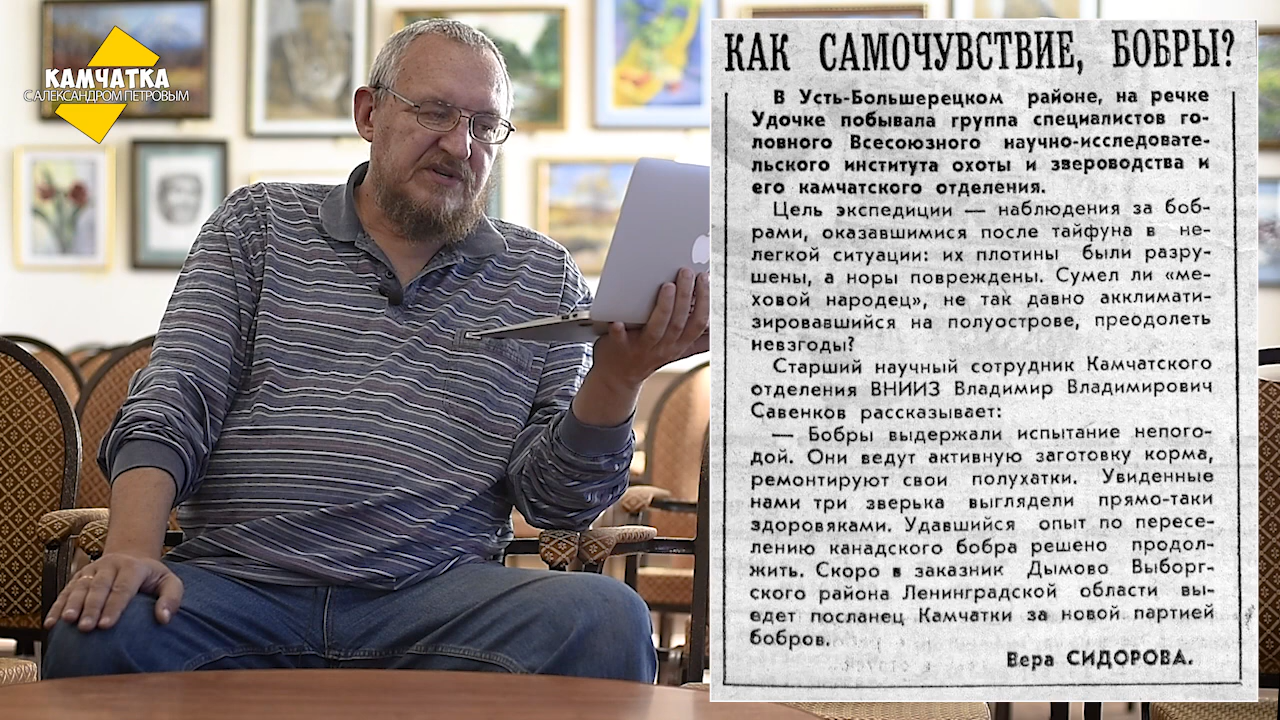 КАМЧАТКА
С АЛЕКСАНДРОМ ПЕТРОВЫМ
КАК САМОЧУВСТВИЕ, БОБРЫ?
В Усть-Большерецком районе, на речке
Удочке побывала группа специалистов го-
ловного Всесоюзного научно-исследовате-
льского института охоты и звероводства и
его камчатского отделения.
Цель экспедиции — наблюдения за боб-
рами, оказавшимися после тайфуна в не-
легкой ситуации: их плотины были разру-
шены, а норы повреждены. Сумел ли «ме-
ховой народец», не так давно акклимати-
зировавшийся на полуострове, преодолеть
невзгоды?
Старший научный сотрудник Камчатского
отделения ВНИИЗ Владимир Владимирович
Савенков рассказывает:
— Бобры выдержали испытание непого-
дой. Они ведут активную заготовку корма,
ремонтируют свои полухатки. Увиденные
нами три зверька выглядели прямо-таки
здоровяками. Удавшийся опыт по пересе-
лению канадского бобра решено продол-
жить. Скоро в заказник Дымово Выборг-
ского района Ленинградской области вы-
едет посланец Камчатки за новой партией
бобров.
Вера СИДОРОВА.